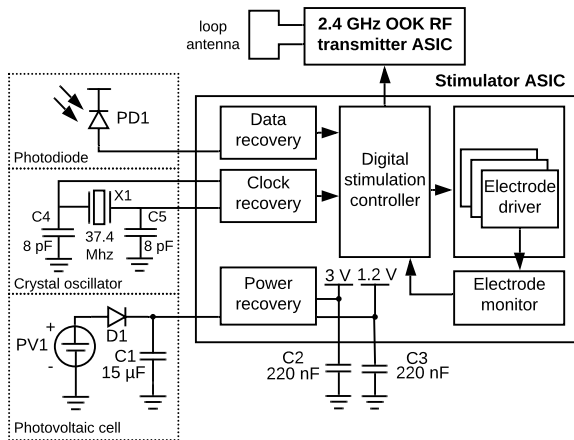 loop
antenna
2.4 GHz OOK RF
transmitter ASIC
Stimulator ASIC
PD1
Photodiode
Data
recovery
Clock
recovery
Digital
stimulation
controller
Electrode
driver
X1
C4
C5
8 pF
37.4
Mhz
8 pF
Crystal oscillator
Power
recovery
3 V
1.2 V
Electrode
monitor
+
PV1
-
D1
C1
15 µF
C2
220 nF
C3
220 nF
Photovoltaic cell